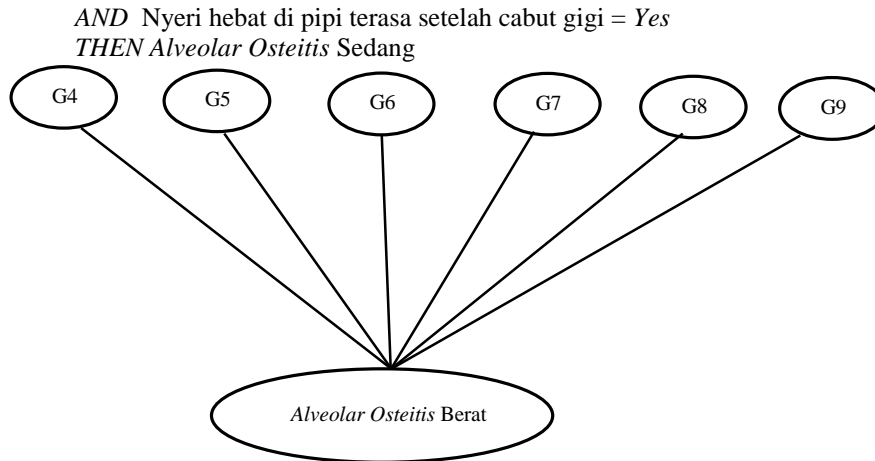 AND Nyeri hebat di pipi terasa setelah cabut gigi = Yes
THEN Alveolar Osteitis Sedang
G4 G5 G6 G7 G8 G9
Alveolar Osteitis Berat